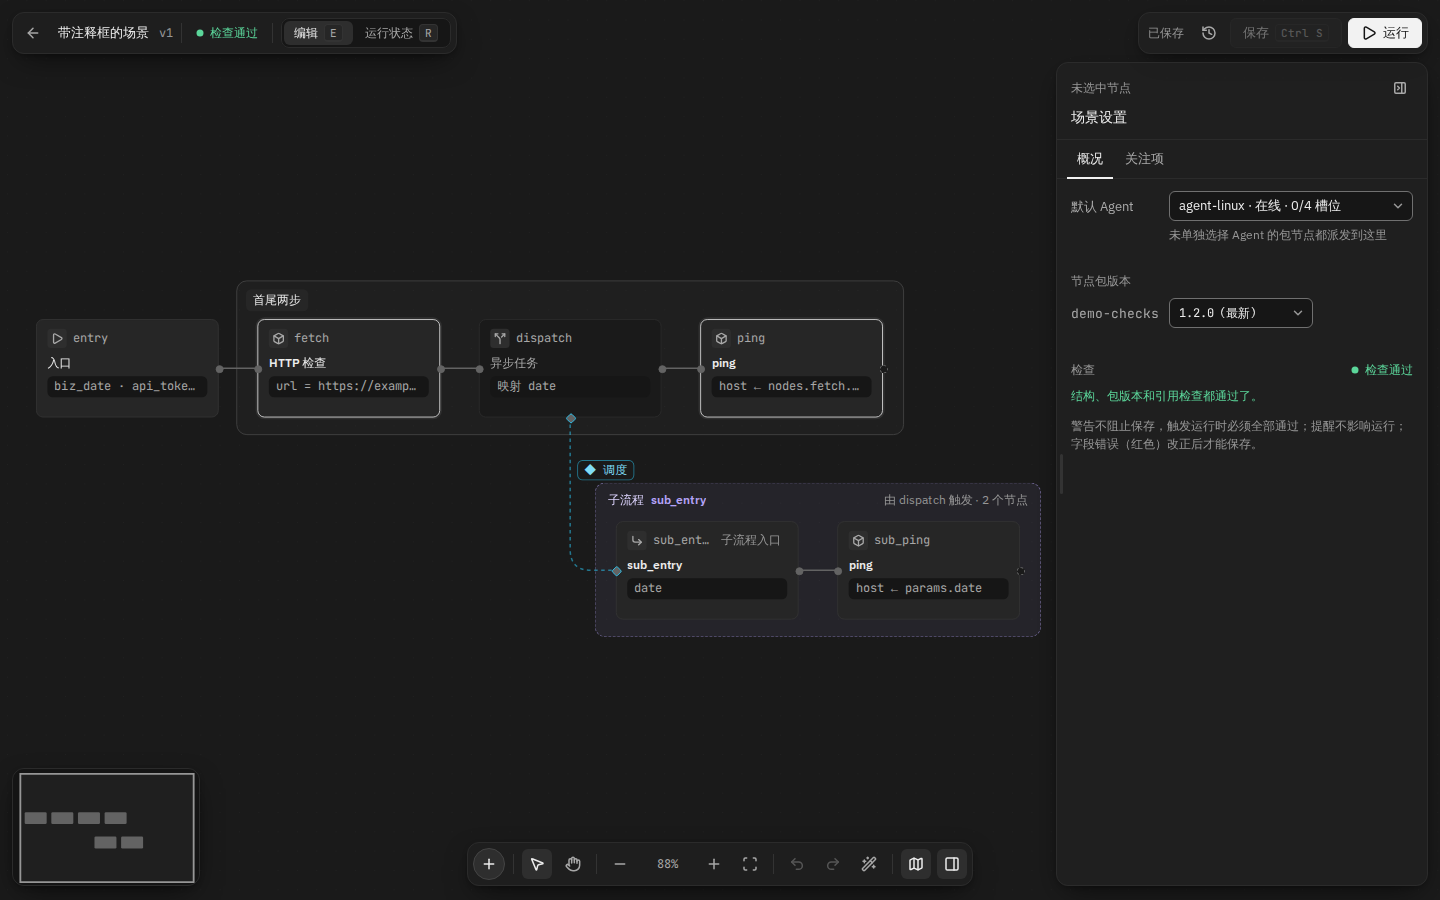 带注释框的场景 v1 检查通过 编辑 E 运行状态 R
已保存 保存 Ctrl S 运行
未选中节点
场景设置
概况 关注项
默认 Agent agent-linux · 在线 · 0/4 槽位
未单独选择 Agent 的包节点都派发到这里
节点包版本
demo-checks 1.2.0 (最新)
检查 检查通过
结构、包版本和引用检查都通过了。
警告不阻止保存，触发运行时必须全部通过；提醒不影响运行；
字段错误（红色）改正后才能保存。
首尾两步
entry
入口
biz_date · api_toke…
fetch
HTTP 检查
url = https://examp…
dispatch
异步任务
映射 date
ping
ping
host ← nodes.fetch.…
调度
子流程 sub_entry 由 dispatch 触发 · 2 个节点
sub_ent… 子流程入口
sub_entry
date
sub_ping
ping
host ← params.date
88%